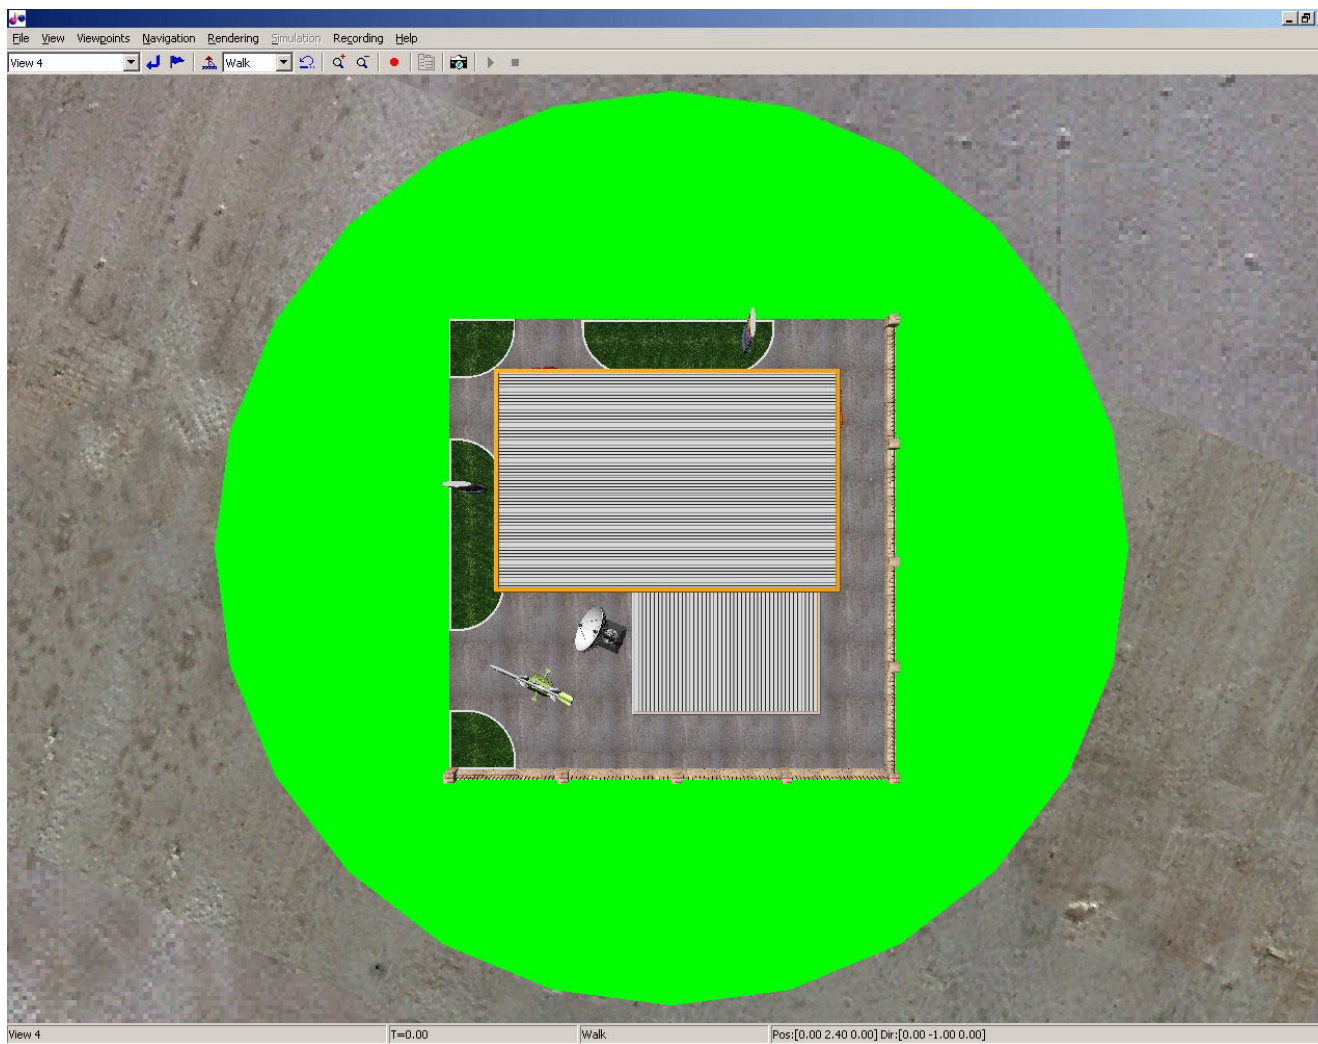 File View Viewpoints Navigation Rendering Simulation Recording Help
View 4 Walk
View 4 T=0.00 Walk Pos:[0.00 2.40 0.00] Dir:[0.00 -1.00 0.00]